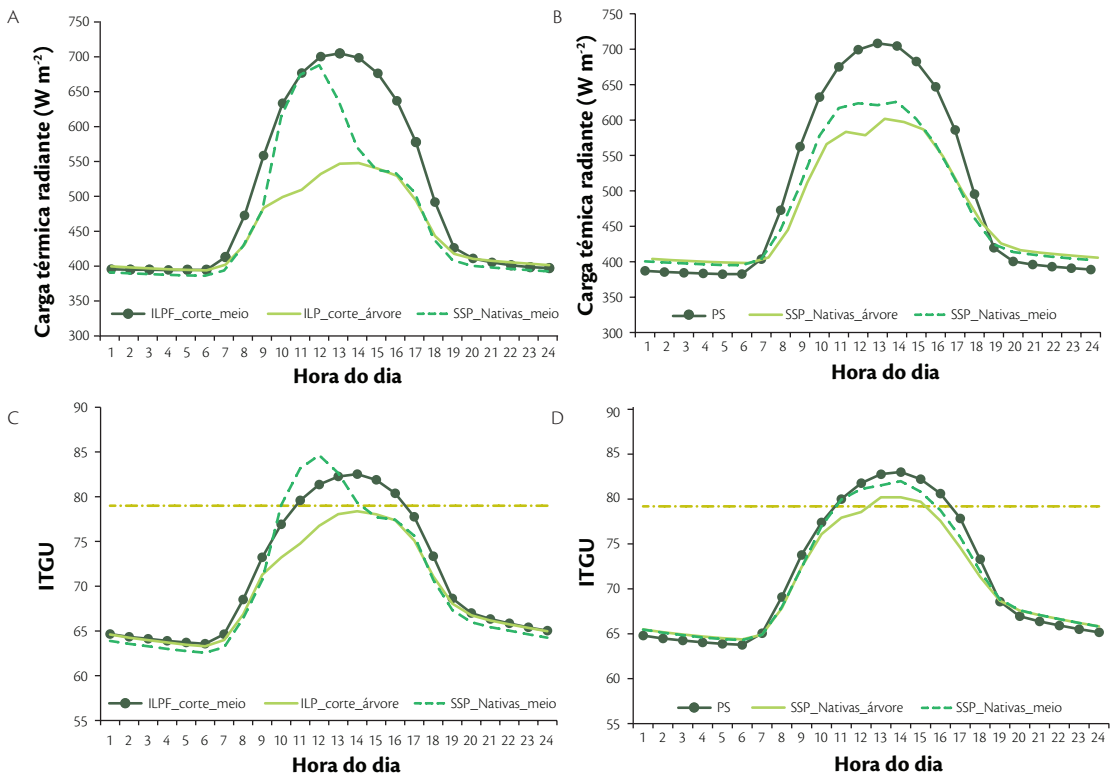 A
Carga térmica radiante (W m-2)
750
700
650
600
550
500
450
400
350
300
ILPF_corte_meio ILP_corte_árvore SSP_Nativas_meio
1 2 3 4 5 6 7 8 9 10 11 12 13 14 15 16 17 18 19 20 21 22 23 24
Hora do dia
B
Carga témica radiante (W m-2)
750
700
650
600
550
500
450
400
350
300
PS SSP_Nativas_árvore SSP_Nativas_meio
1 2 3 4 5 6 7 8 9 10 11 12 13 14 15 16 17 18 19 20 21 22 23 24
Hora do dia
C
ITGU
90
85
80
75
70
65
60
55
ILPF_corte_meio ILP_corte_árvore SSP_Nativas_meio
1 2 3 4 5 6 7 8 9 10 11 12 13 14 15 16 17 18 19 20 21 22 23 24
Hora do dia
D
ITGU
90
85
80
75
70
65
60
55
PS SSP_Nativas_árvore SSP_Nativas_meio
1 2 3 4 5 6 7 8 9 10 11 12 13 14 15 16 17 18 19 20 21 22 23 24
Hora do dia